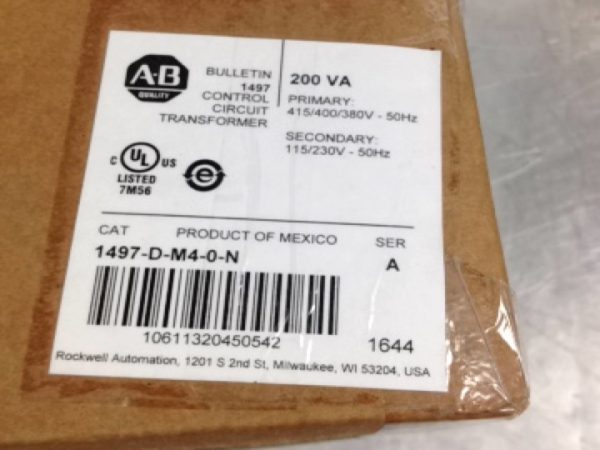 A-B
QUALITY
BULLETIN
1497
CONTROL
CIRCUIT
TRANSFORMER
200 VA
PRIMARY:
415/400/380V - 50Hz
SECONDARY:
115/230V - 50Hz
C UL US
LISTED
7M56
e
CAT
PRODUCT OF MEXICO
SER
1497-D-M4-0-N
A
10611320450542
1644
Rockwell Automation, 1201 S 2nd St, Milwaukee, WI 53204, USA